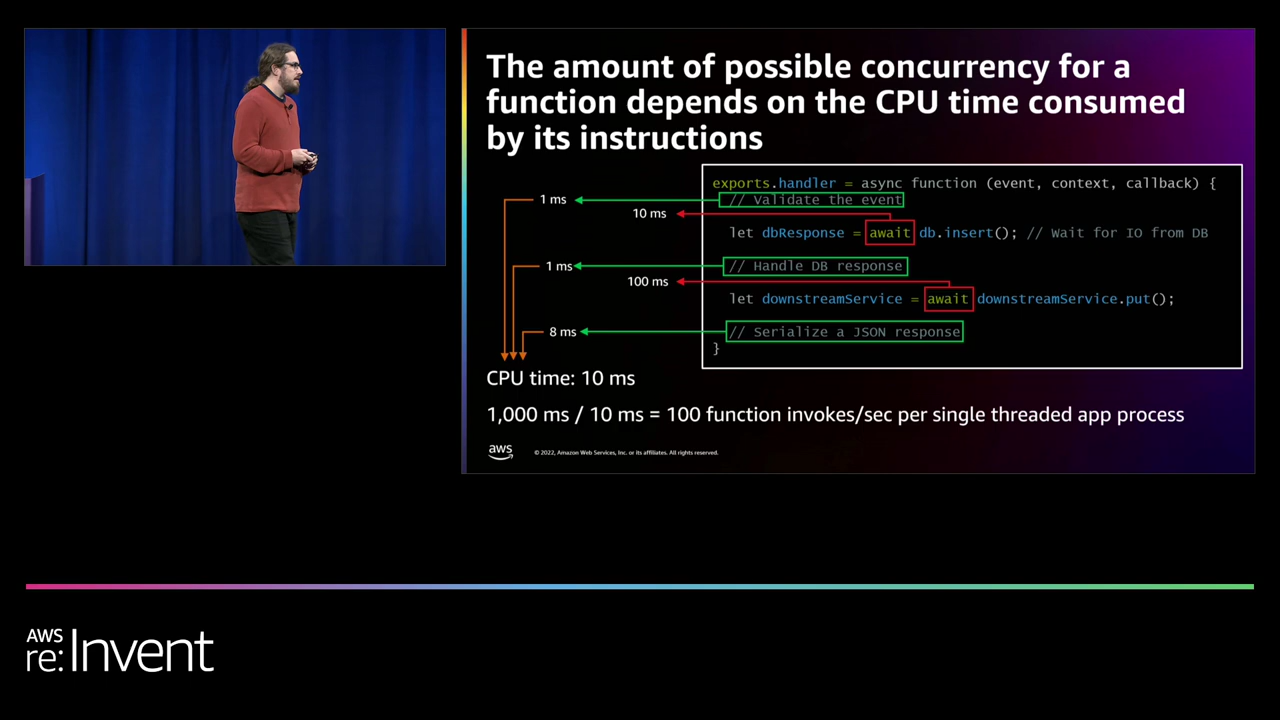 The amount of possible concurrency for a
function depends on the CPU time consumed
by its instructions
exports.handler = async function (event, context, callback) {
1 ms
// Validate the event
10 ms
let dbResponse = await db.insert(); // Wait for IO from DB
1 ms
// Handle DB response
100 ms
let downstreamService = await downstreamService.put();
8 ms
// Serialize a JSON response
}
CPU time: 10 ms
1,000 ms / 10 ms = 100 function invokes/sec per single threaded app process
aws
© 2022, Amazon Web Services, Inc. or its affiliates. All rights reserved.
AWS
re:Invent